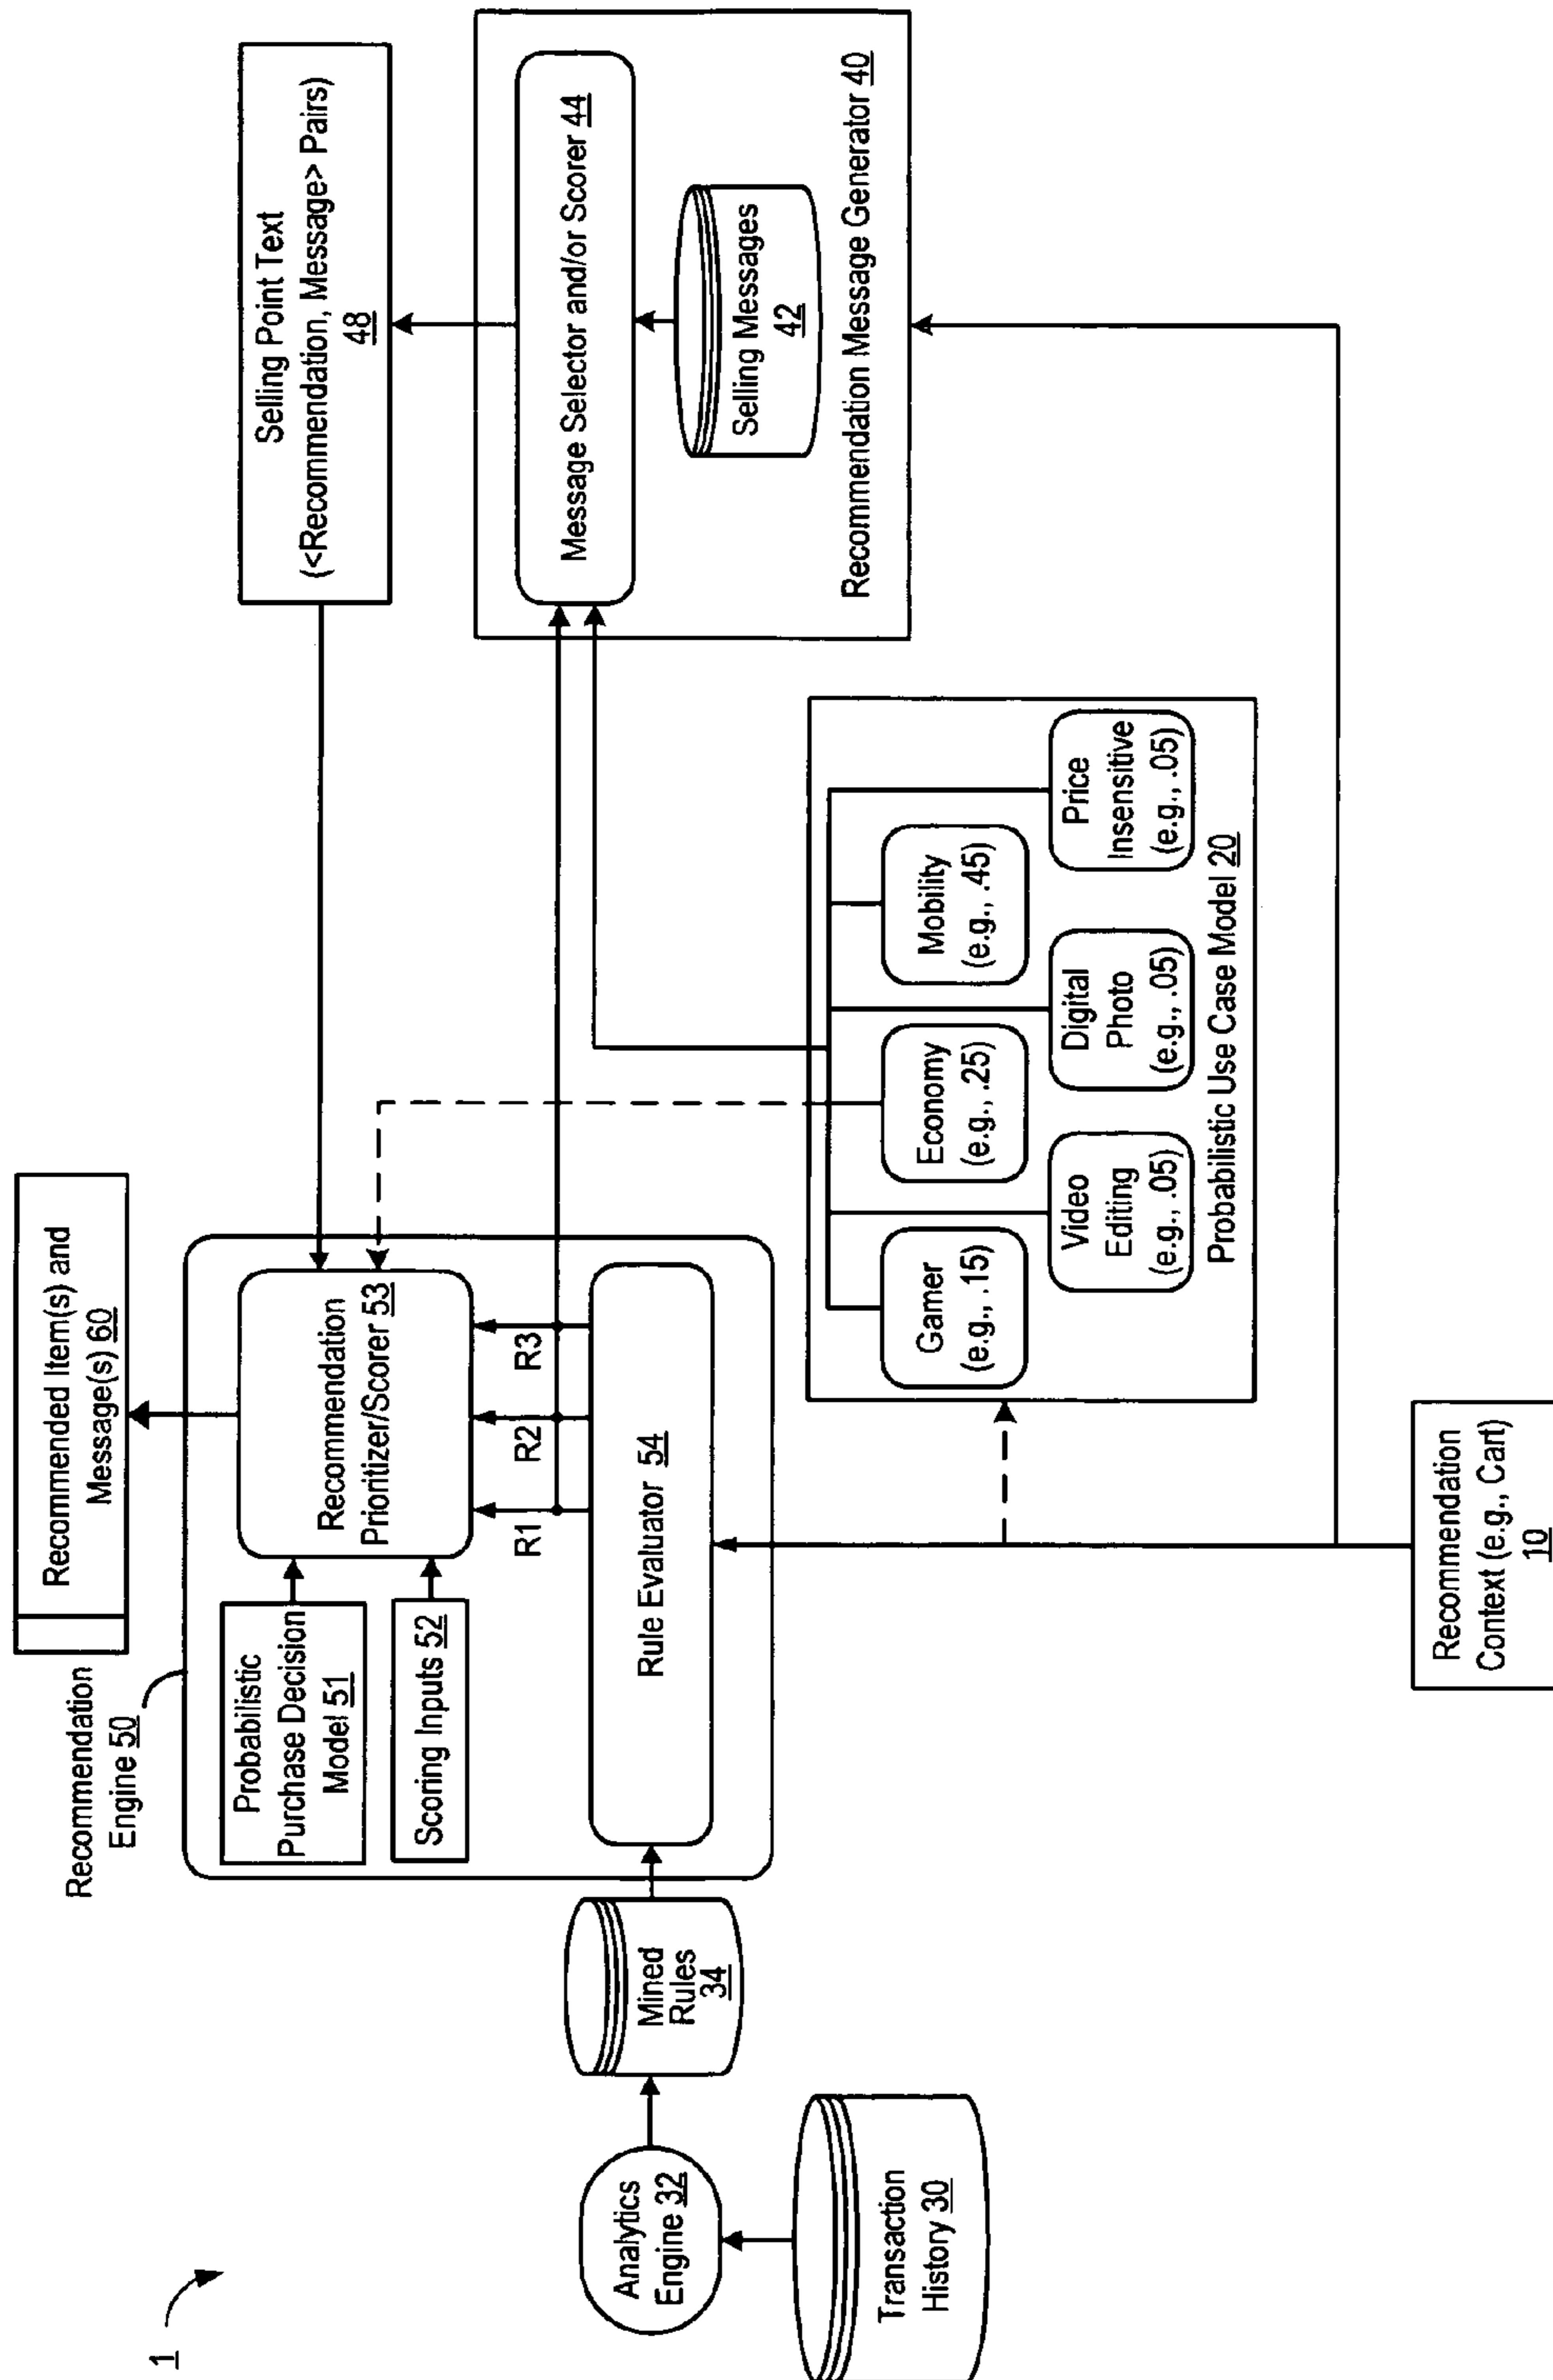 1
Recommendation
Engine 50
Recommended Item(s) and
Message(s) 60
Probabilistic
Purchase Decision
Model 51
Scoring Inputs 52
Recommendation
Prioritizer/Scorer 53
R1
R2
R3
Rule Evaluator 54
Selling Point Text
(<Recommendation, Message> Pairs)
48
Message Selector and/or Scorer 44
Selling Messages
42
Recommendation Message Generator 40
Analytics
Engine 32
Mined
Rules
34
Transaction
History 30
Gamer
(e.g., .15)
Economy
(e.g., .25)
Mobility
(e.g., .45)
Video
Editing
(e.g., .05)
Digital
Photo
(e.g., .05)
Price
Insensitive
(e.g., .05)
Probabilistic Use Case Model 20
Recommendation
Context (e.g., Cart)
10